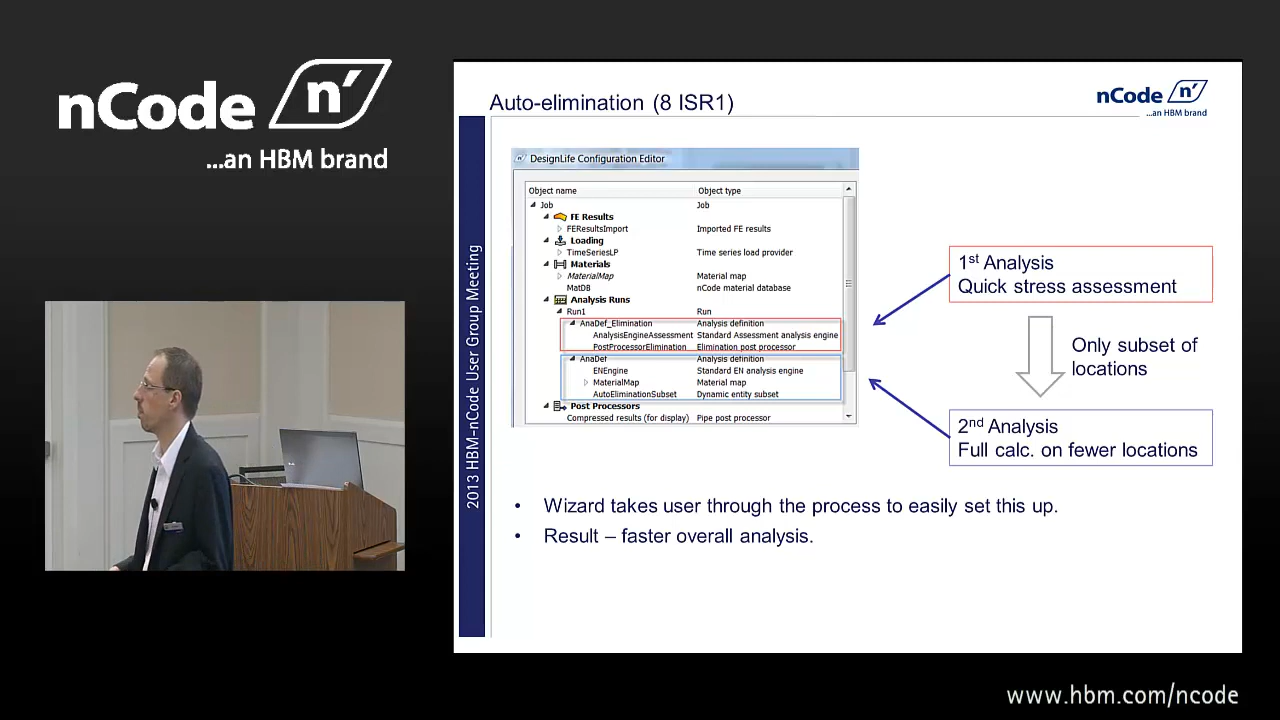 nCode n'
...an HBM brand
Auto-elimination (8 ISR1)
nCode n'
...an HBM brand
2013 HBM-nCode User Group Meeting
DesignLife Configuration Editor
Object name Object type
Job Job
FE Results
FEResultsImport Imported FE results
Loading
TimeSeriesLP Time series load provider
Materials
MaterialMap Material map
MatDB nCode material database
Analysis Runs
Run1 Run
AnaDef_Elimination Analysis definition
AnalysisEngineAssessment Standard Assessment analysis engine
PostProcessorElimination Elimination post processor
AnaDef Analysis definition
ENEngine Standard EN analysis engine
MaterialMap Material map
AutoEliminationSubset Dynamic entity subset
Post Processors
Compressed results (for display) Pipe post processor
1st Analysis
Quick stress assessment
Only subset of
locations
2nd Analysis
Full calc. on fewer locations
• Wizard takes user through the process to easily set this up.
• Result – faster overall analysis.
www.hbm.com/ncode